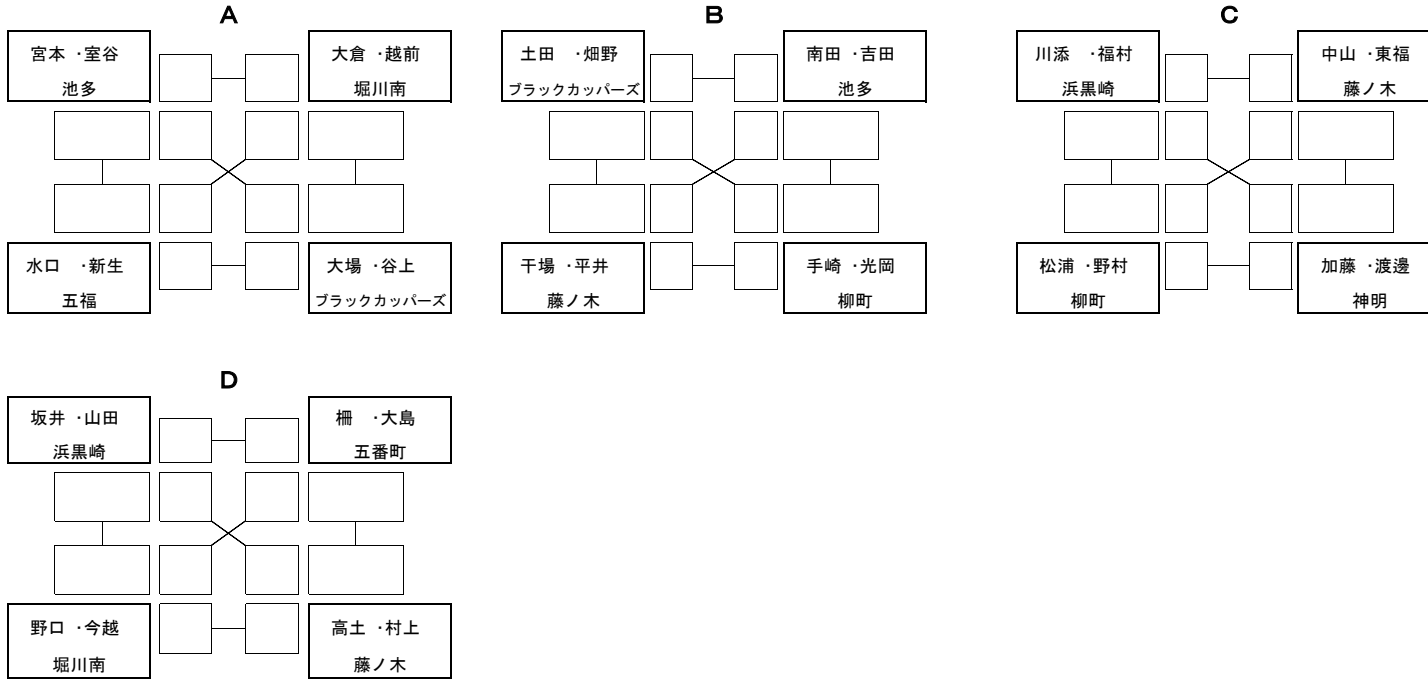 A
宮本 ・室谷
池多
大倉 ・越前
堀川南
水口 ・新生
五福
大場 ・谷上
ブラックカッパーズ
B
土田 ・畑野
ブラックカッパーズ
南田 ・吉田
池多
干場 ・平井
藤ノ木
手崎 ・光岡
柳町
C
川添 ・福村
浜黒崎
中山 ・東福
藤ノ木
松浦 ・野村
柳町
加藤 ・渡邊
神明
D
坂井 ・山田
浜黒崎
柵 ・大島
五番町
野口 ・今越
堀川南
高土 ・村上
藤ノ木